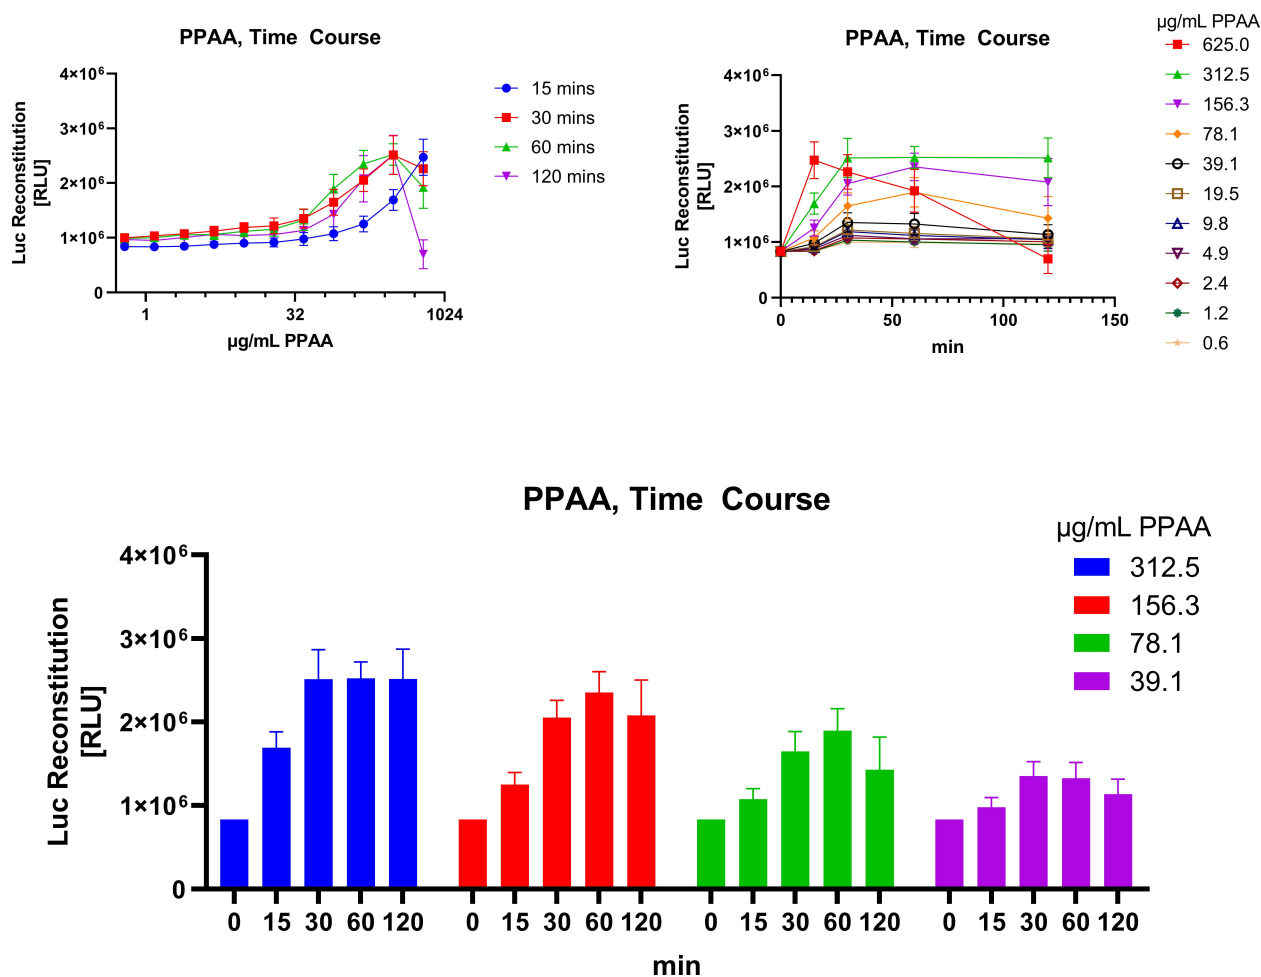 PPAA, Time Course
4×10⁶
3×10⁶
2×10⁶
1×10⁶
0
Luc Reconstitution
[RLU]
1
32
1024
µg/mL PPAA
15 mins
30 mins
60 mins
120 mins
PPAA, Time Course
4×10⁶
3×10⁶
2×10⁶
1×10⁶
0
Luc Reconstitution
[RLU]
0
50
100
150
min
µg/mL PPAA
625.0
312.5
156.3
78.1
39.1
19.5
9.8
4.9
2.4
1.2
0.6
PPAA, Time Course
4×10⁶
3×10⁶
2×10⁶
1×10⁶
0
Luc Reconstitution
[RLU]
0 15 30 60 120 0 15 30 60 120 0 15 30 60 120 0 15 30 60 120
min
µg/mL PPAA
312.5
156.3
78.1
39.1